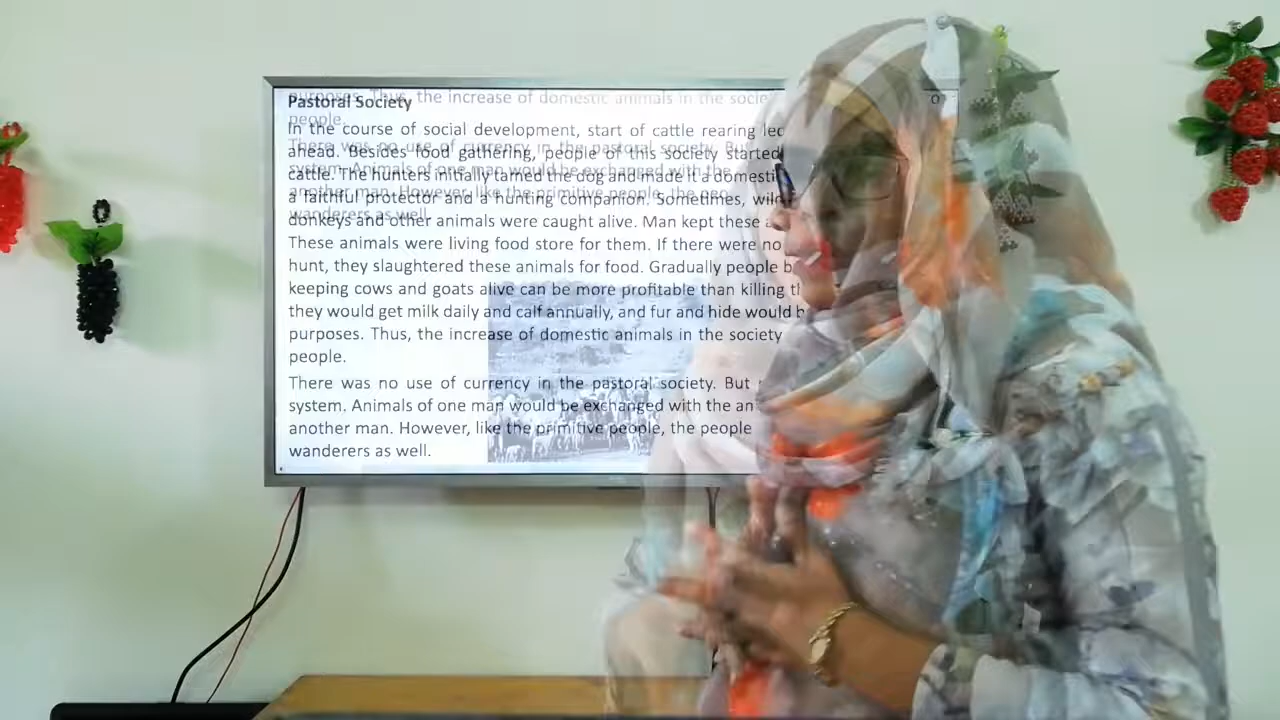 Pastoral Society
In the course of social development, start of cattle rearing led
ahead. Besides food gathering, people of this society started
cattle. The hunters initially tamed the dog and made it a domesti
a faithful protector and a hunting companion. Sometimes, wild
donkeys and other animals were caught alive. Man kept these a
These animals were living food store for them. If there were no
hunt, they slaughtered these animals for food. Gradually people b
keeping cows and goats alive can be more profitable than killing th
they would get milk daily and calf annually, and fur and hide would b
purposes. Thus, the increase of domestic animals in the society
people.
There was no use of currency in the pastoral society. But
system. Animals of one man would be exchanged with the an
another man. However, like the primitive people, the people
wanderers as well.